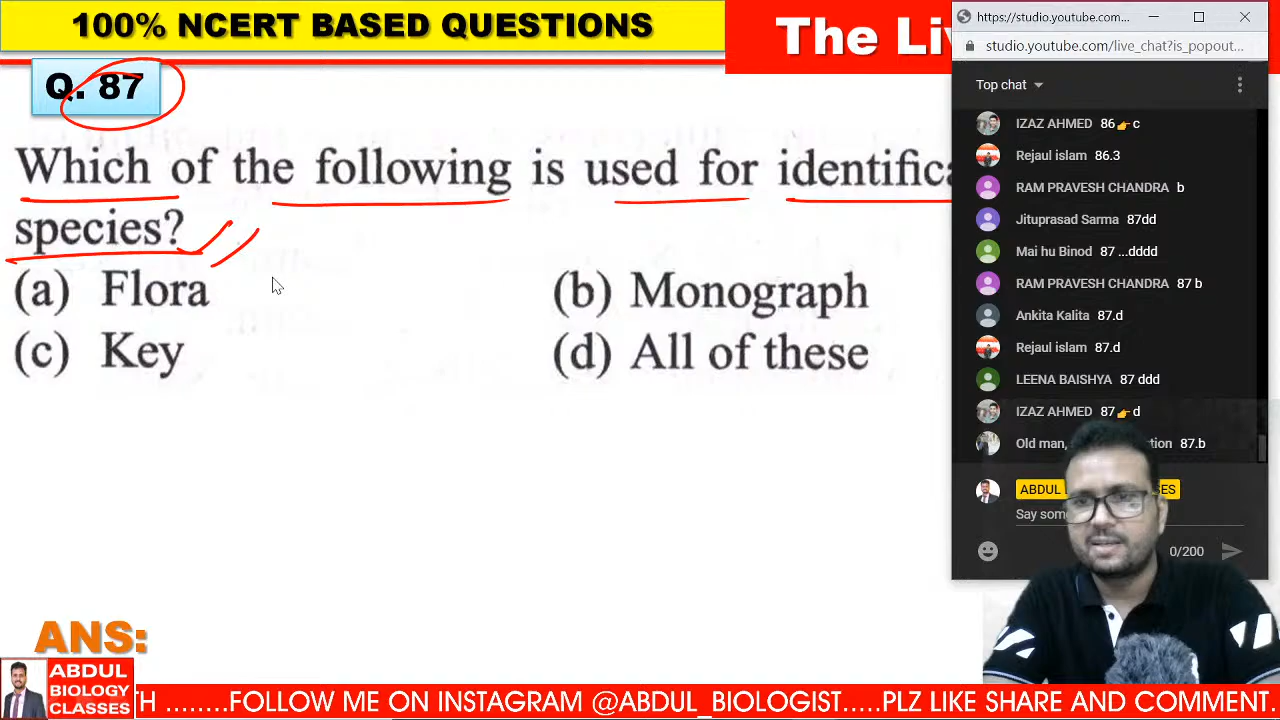 100% NCERT BASED QUESTIONS
The Li
Q. 87
Which of the following is used for identifica
species?
(a) Flora
(b) Monograph
(c) Key
(d) All of these
ANS:
ABDUL
BIOLOGY
CLASSES
TH ........FOLLOW ME ON INSTAGRAM @ABDUL_BIOLOGIST.....PLZ LIKE SHARE AND COMMENT.
https://studio.youtube.com...
studio.youtube.com/live_chat?is_popout...
Top chat
IZAZ AHMED 86👉c
Rejaul islam 86.3
RAM PRAVESH CHANDRA b
Jituprasad Sarma 87dd
Mai hu Binod 87 ...dddd
RAM PRAVESH CHANDRA 87 b
Ankita Kalita 87.d
Rejaul islam 87.d
LEENA BAISHYA 87 ddd
IZAZ AHMED 87👉d
Old man, tion 87.b
ABDUL ES
Say som
0/200